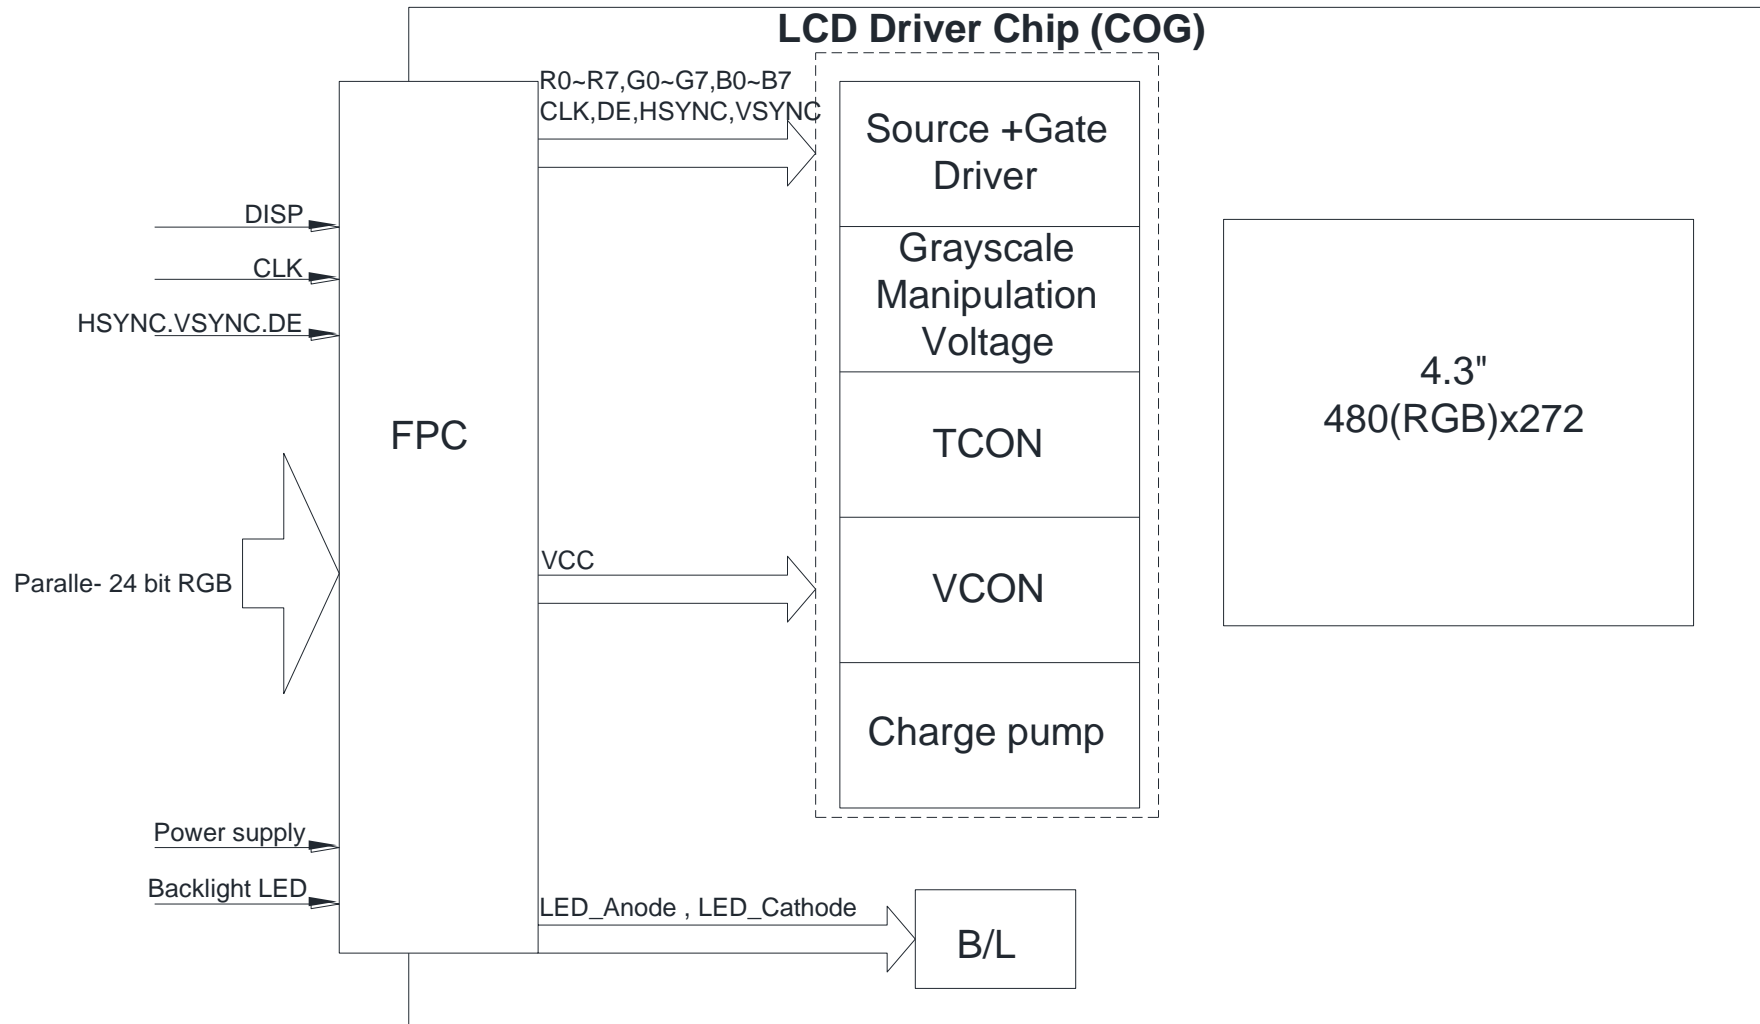 LCD Driver Chip (COG)
R0~R7,G0~G7,B0~B7
CLK,DE,HSYNC,VSYNC
Source +Gate
Driver
DISP
CLK
HSYNC.VSYNC.DE
Grayscale
Manipulation
Voltage
4.3"
480(RGB)x272
FPC
TCON
VCC
Paralle- 24 bit RGB
VCON
Charge pump
Power supply
Backlight LED
LED_Anode , LED_Cathode
B/L